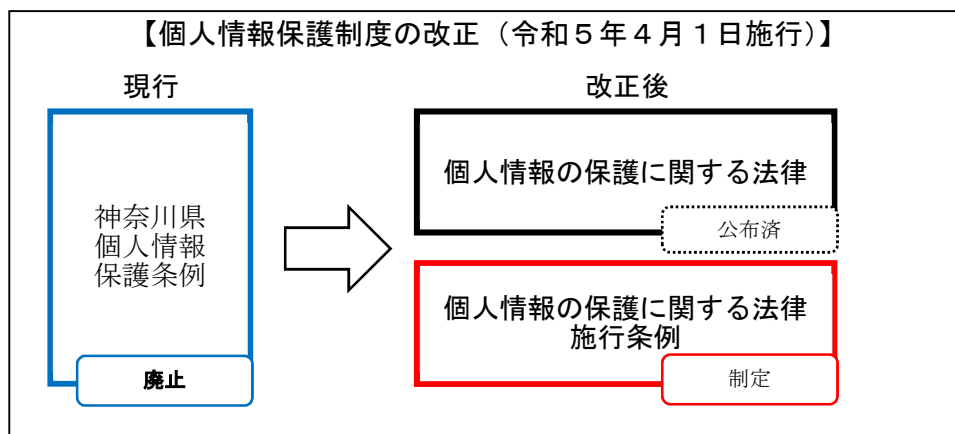 【個人情報保護制度の改正（令和５年４月１日施行）】
現行
神奈川県
個人情報
保護条例
廃止
改正後
個人情報の保護に関する法律
公布済
個人情報の保護に関する法律
施行条例
制定